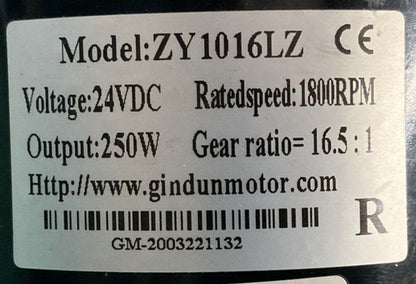 Model:ZY1016LZ CE
Voltage:24VDC Ratedspeed:1800RPM
Output:250W Gear ratio= 16.5 : 1
Http://www.gindunmotor.com
R
GM-2003221132